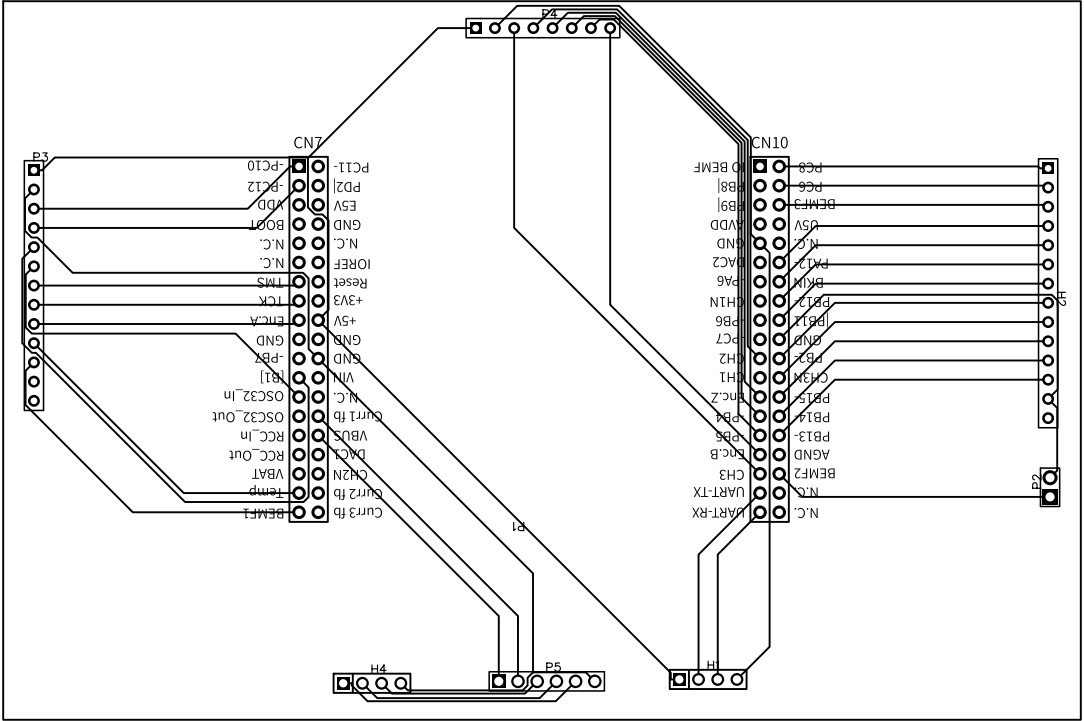 P4
CN7
CN10
P3
-PC10
PC11-
IO BEMF
PC8
-PC12
PD2|
|PB8
PC6
VDD
E5V
|PB9
BEMF3
BOOT
GND
AVDD
U5V
N.C.
N.C.
GND
N.C.
N.C.
IOREF
DAC2
PA12-
TMS
Reset
-PA6
BKIN
TCK
+3V3
CH1N
PB12-
Enc.A
+5V
-PB6
|PB11
GND
GND
-PC7
GND
-PB7
GND
CH2
PB2-
[B1]
VIN
CH1
CH3N
OSC32_In
N.C.
Enc.Z
PB15-
OSC32_Out
Curr1 fb
-PB4
PB14-
RCC_In
VBUS
-PB5
PB13-
RCC_Out
DAC1
Enc.B
AGND
VBAT
CH2N
CH3
BEMF2
Temp
Curr2 fb
UART-TX
N.C.
BEMF1
Curr3 fb
UART-RX
N.C.
P2
P1
H4
P5
H1